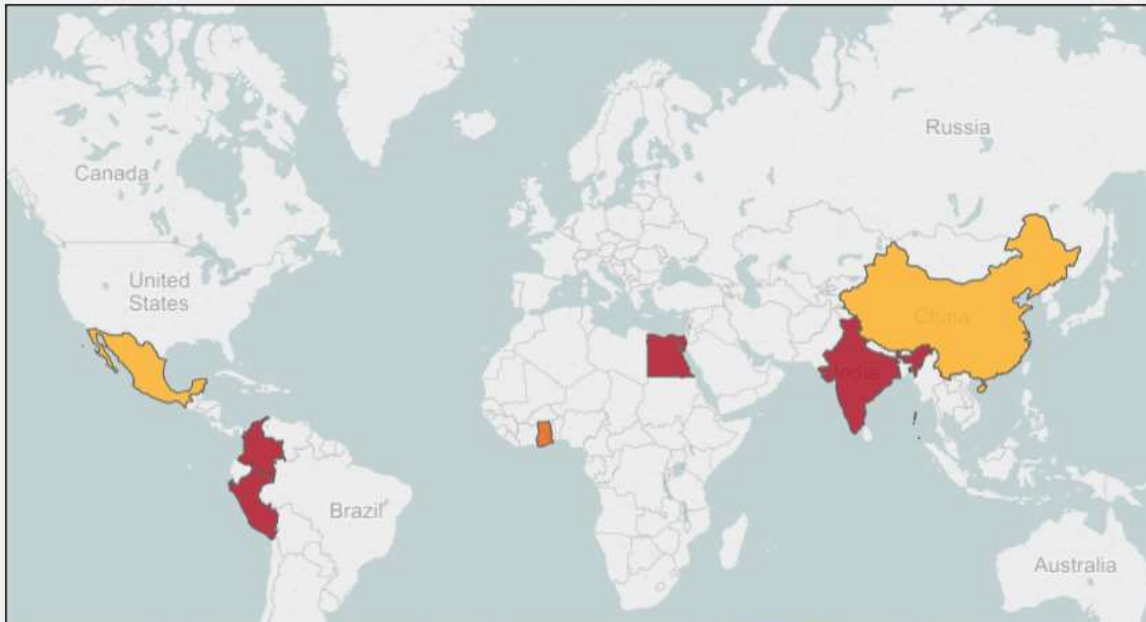 Canada
Russia
United
States
China
India
Brazil
Australia